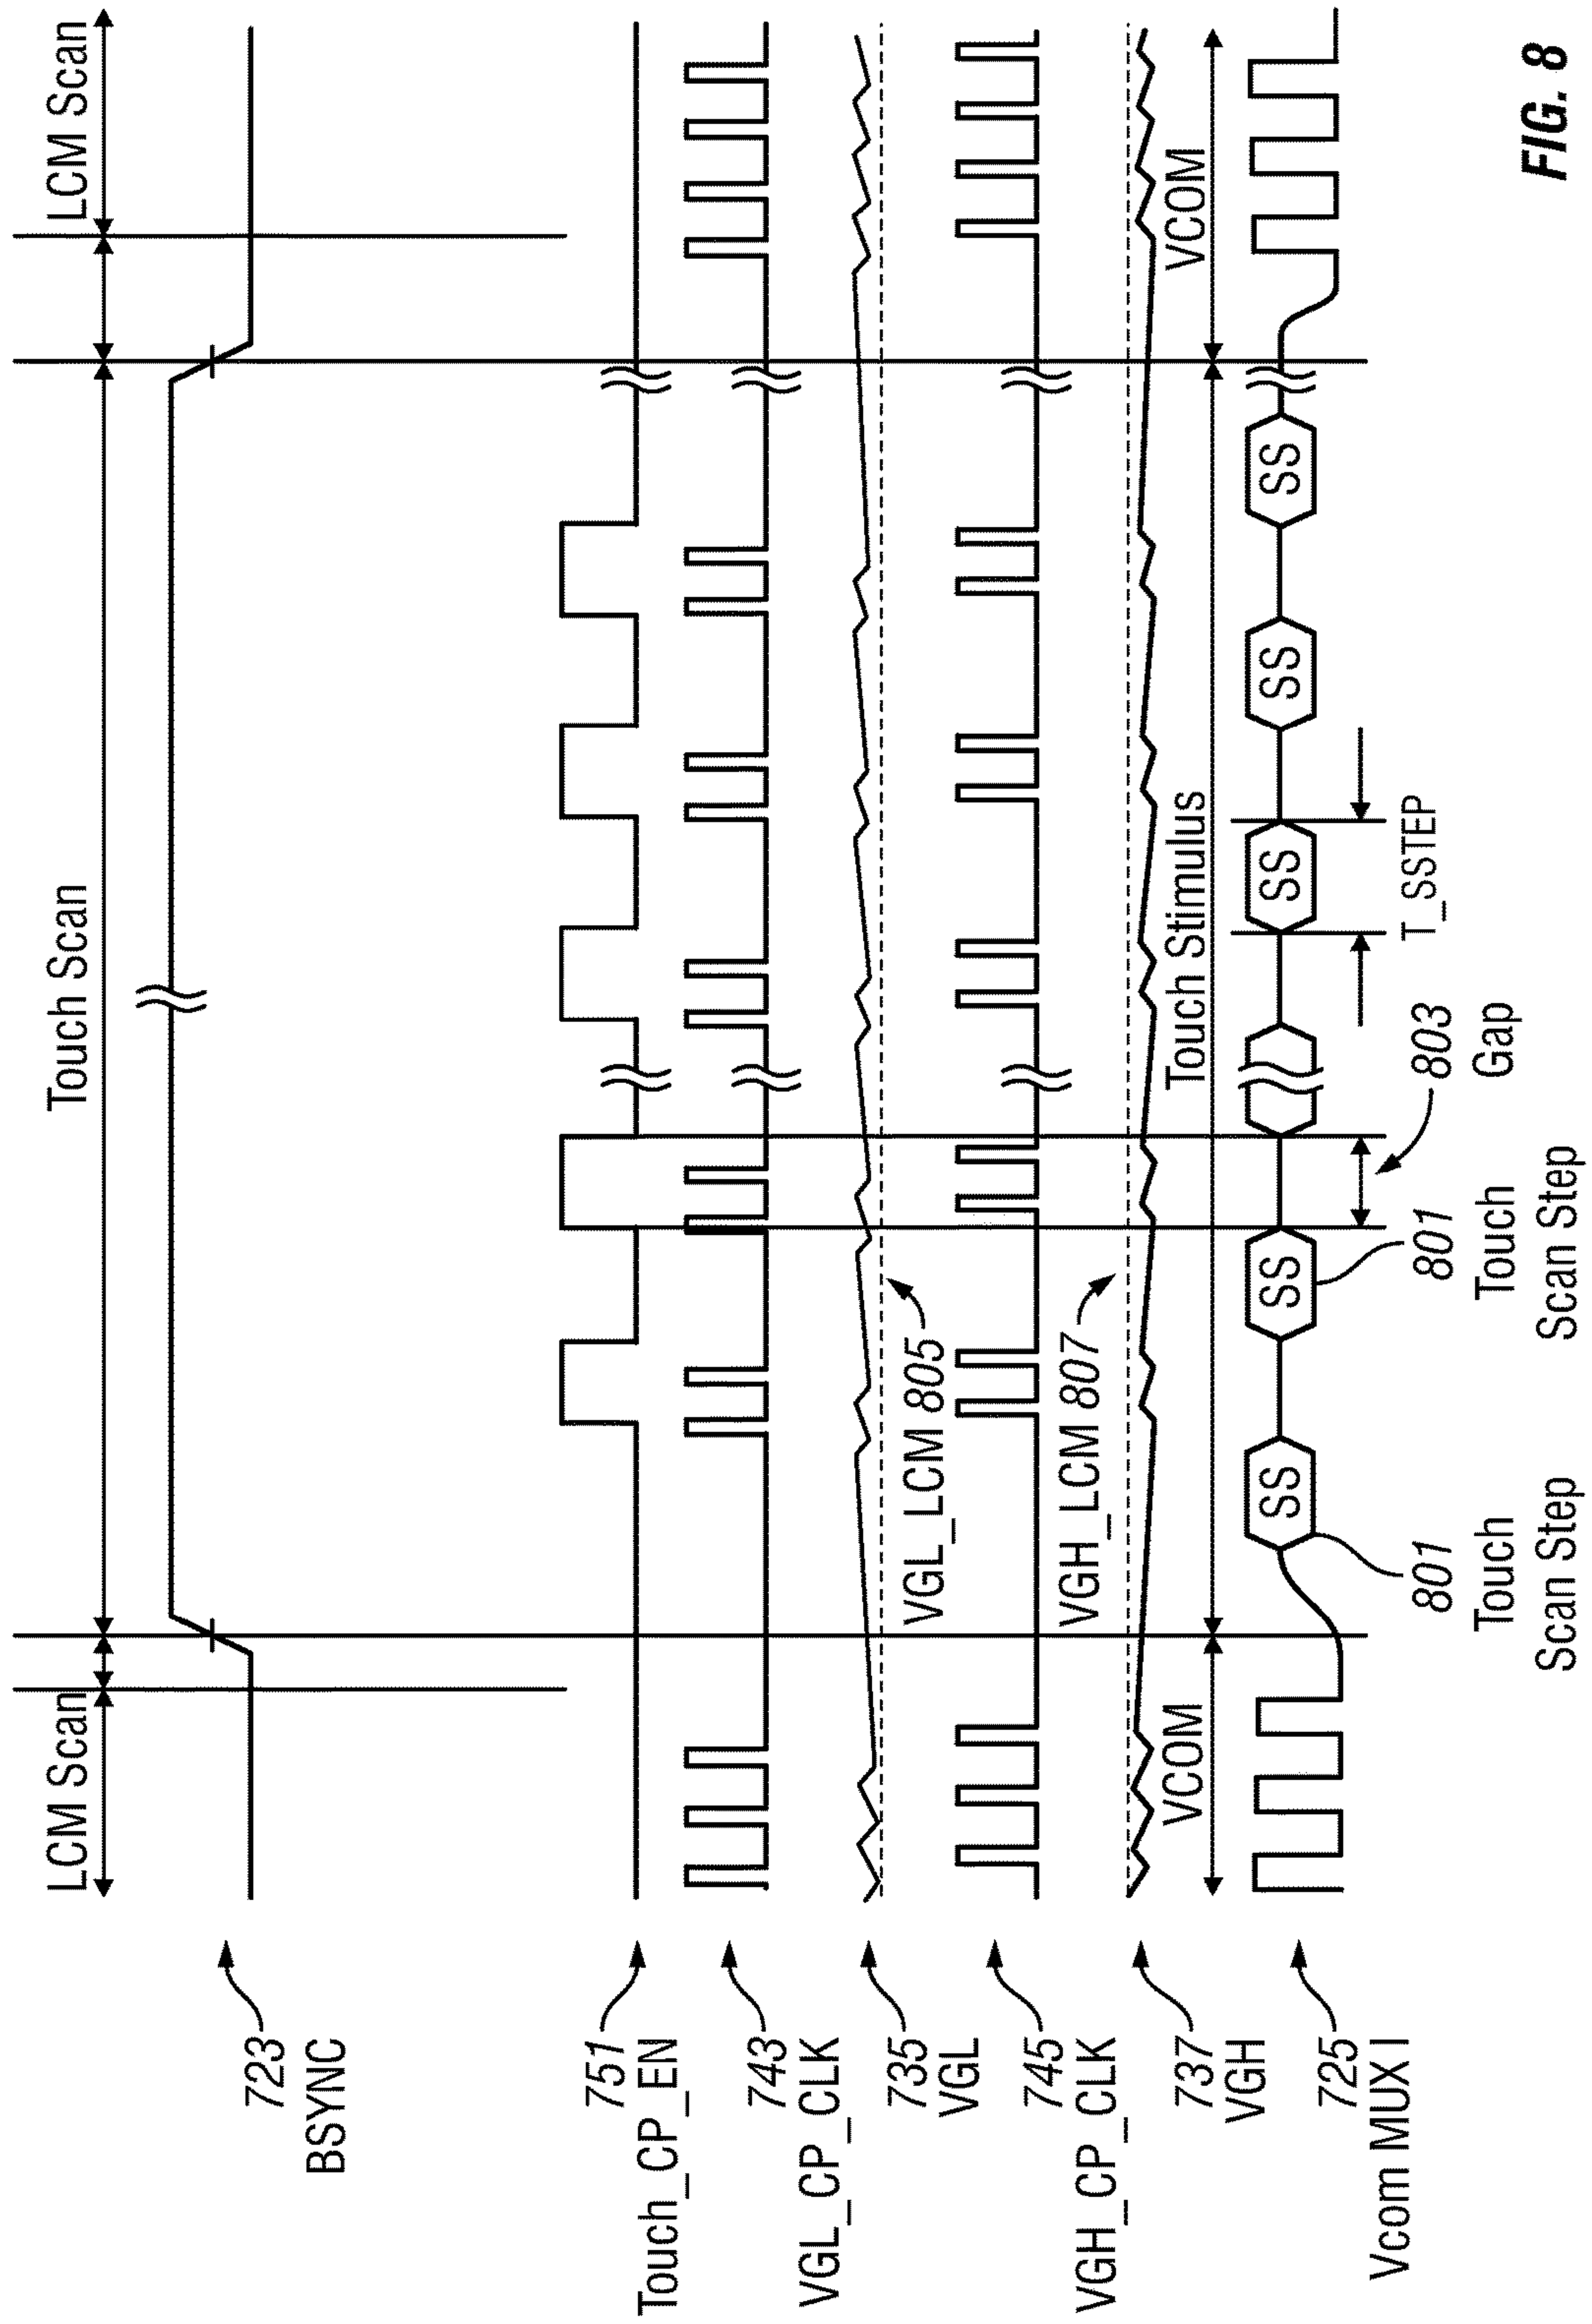 LCM Scan
Touch Scan
LCM Scan
723
BSYNC
751
Touch_CP_EN
743
VGL_CP_CLK
735
VGL
VGL_LCM 805
745
VGH_CP_CLK
VGH_LCM 807
737
VGH
VCOM
Touch Stimulus
VCOM
725
Vcom MUX I
SS
SS
SS
SS
SS
T_SSTEP
801
Touch
Scan Step
801
Touch
Scan Step
803
Gap
FIG. 8